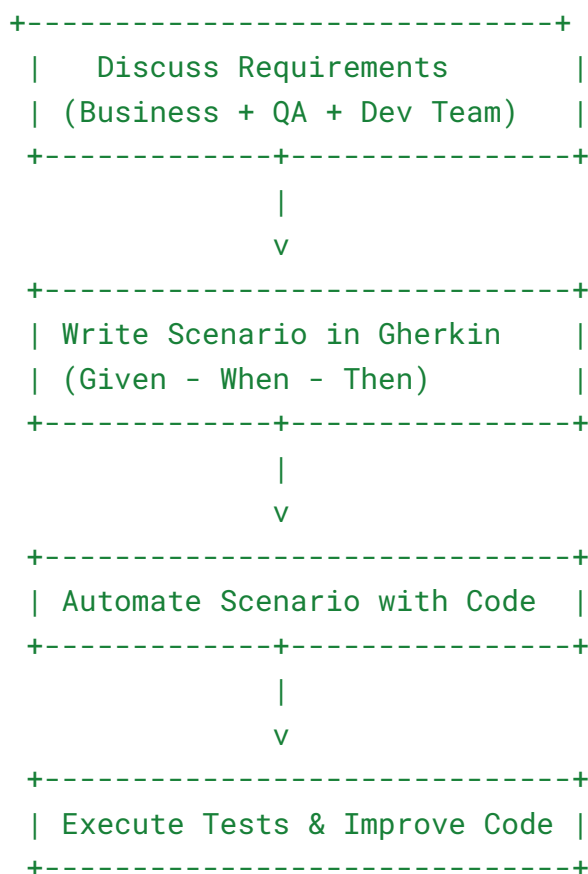 +------------------------------+
|   Discuss Requirements       |
| (Business + QA + Dev Team)   |
+-------------+----------------+
|
v
+------------------------------+
| Write Scenario in Gherkin    |
| (Given - When - Then)        |
+-------------+----------------+
|
v
+------------------------------+
| Automate Scenario with Code  |
+-------------+----------------+
|
v
+------------------------------+
| Execute Tests & Improve Code |
+------------------------------+